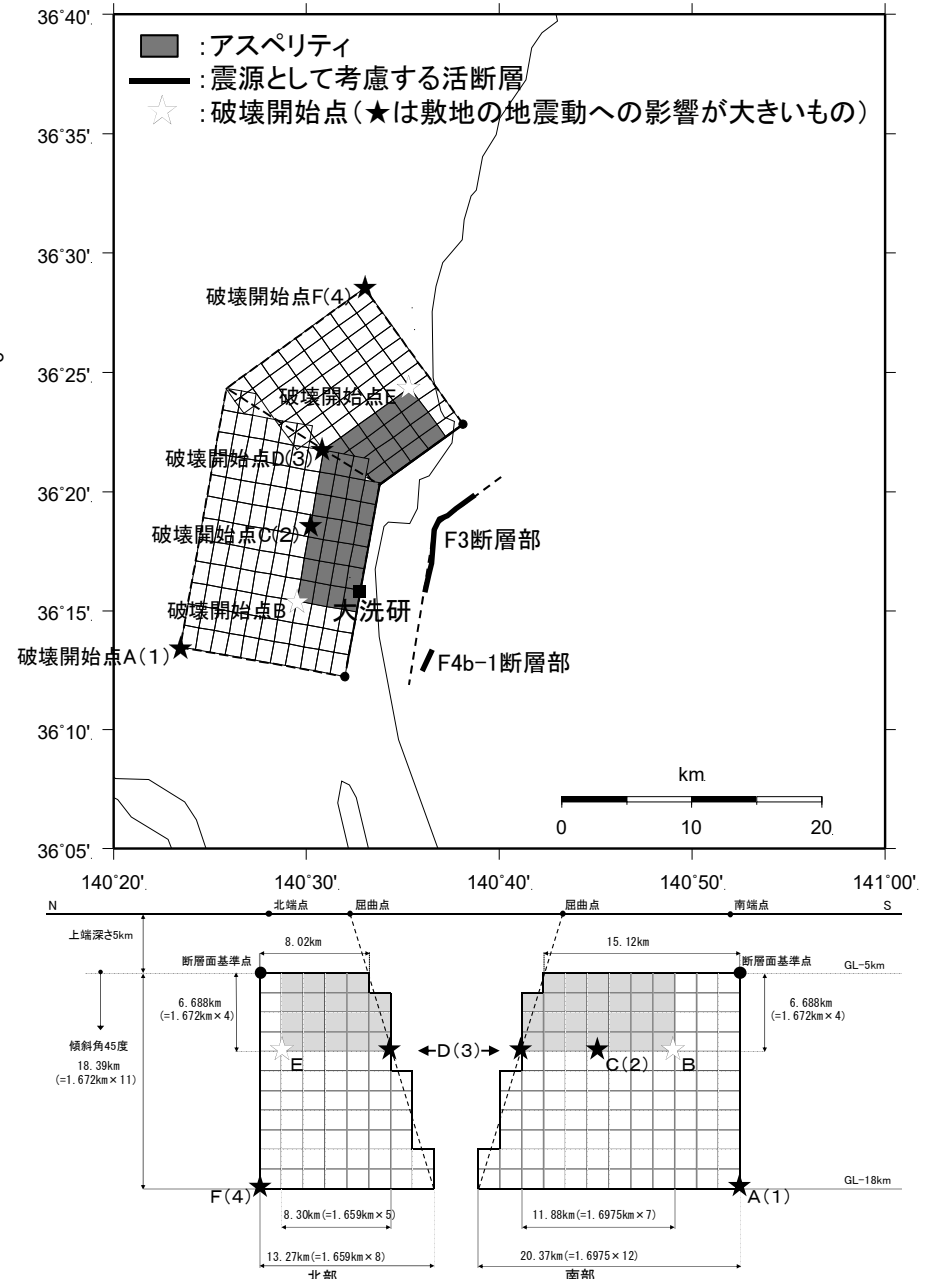 36°40'
:アスペリティ
:震源として考慮する活断層
:破壊開始点(★は敷地の地震動への影響が大きいもの)
36°35'
36°30'
破壊開始点F(4)
36°25'
破壊開始点E
破壊開始点D(3)
36°20'
破壊開始点C(2)
F3断層部
36°15'
破壊開始点B
大洗研
破壊開始点A(1)
F4b-1断層部
36°10'
km
0 10 20
36°05'
140°20' 140°30' 140°40' 140°50' 141°00'
N 北端点 屈曲点 屈曲点 南端点 S
上端深さ5km
8.02km 15.12km
断層面基準点 断層面基準点 GL-5km
6.688km
(=1.672km×4)
6.688km
(=1.672km×4)
傾斜角45度
18.39km
(=1.672km×11)
E D(3) C(2) B
F(4) A(1) GL-18km
8.30km(=1.659km×5) 11.88km(=1.6975km×7)
13.27km(=1.659km×8) 20.37km(=1.6975×12)
北部 南部